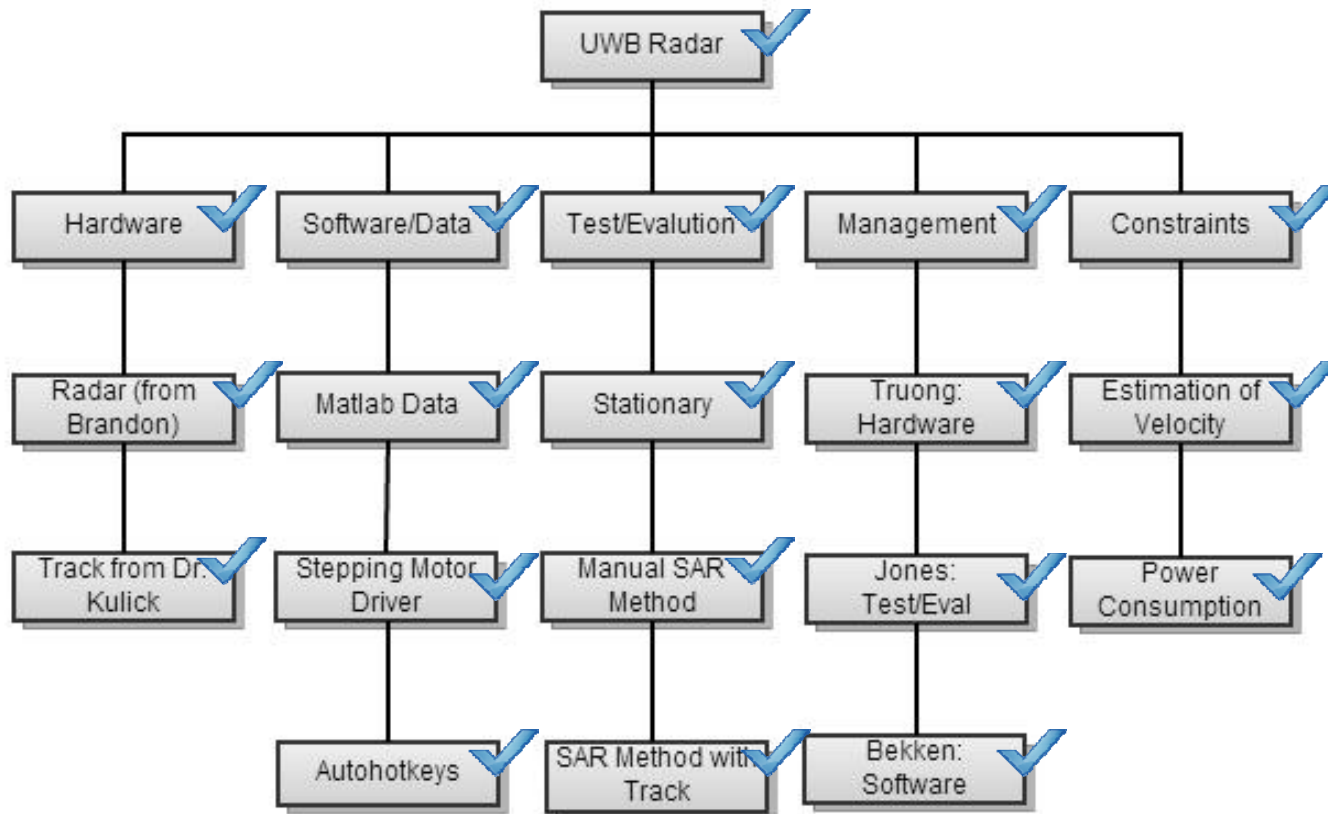 UWB Radar
Hardware
Software/Data
Test/Evalution
Management
Constraints
Radar (from
Brandon)
Matlab Data
Stationary
Truong:
Hardware
Estimation of
Velocity
Track from Dr.
Kulick
Stepping Motor
Driver
Manual SAR
Method
Jones:
Test/Eval
Power
Consumption
Autohotkeys
SAR Method with
Track
Bekken:
Software